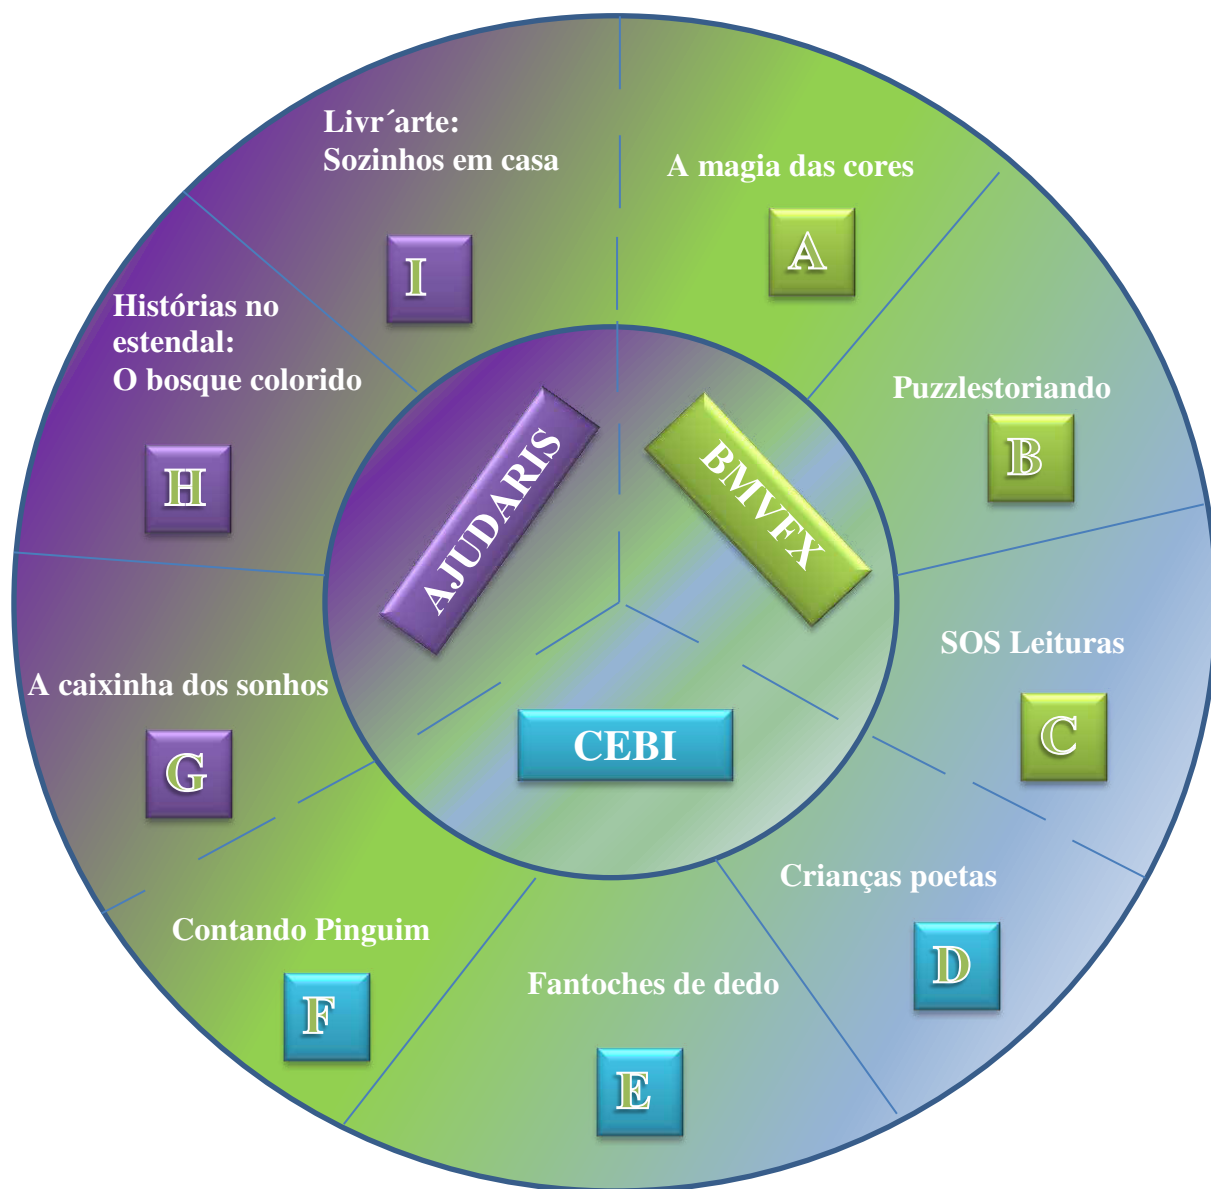 Livr´arte:
Sozinhos em casa
I
A magia das cores
A
Histórias no
estendal:
O bosque colorido
H
Puzzlestoriando
B
AJUDARIS
BMVFX
CEBI
SOS Leituras
C
A caixinha dos sonhos
G
Crianças poetas
D
Contando Pinguim
F
Fantoches de dedo
E